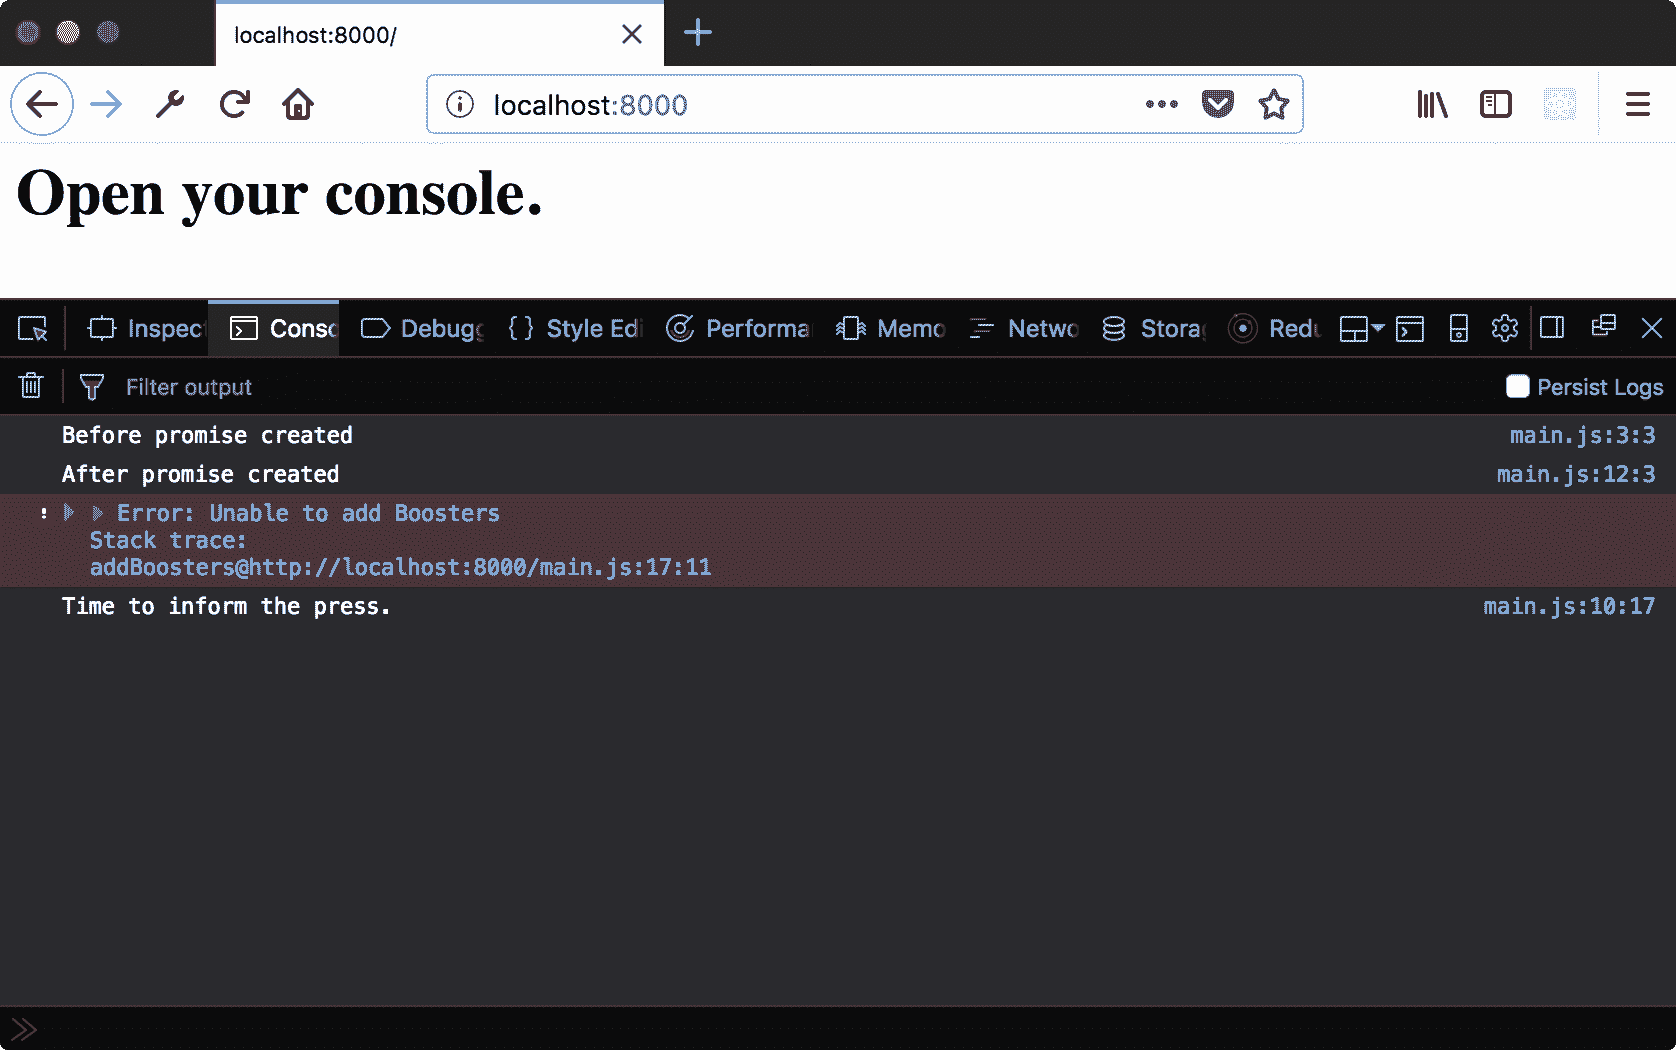 localhost:8000/
localhost:8000
Open your console.
Inspec Conso Debugg Style Edi Performa Memo Netwo Stora Redu
Filter output Persist Logs
Before promise created main.js:3:3
After promise created main.js:12:3
Error: Unable to add Boosters
Stack trace:
addBoosters@http://localhost:8000/main.js:17:11
Time to inform the press. main.js:10:17